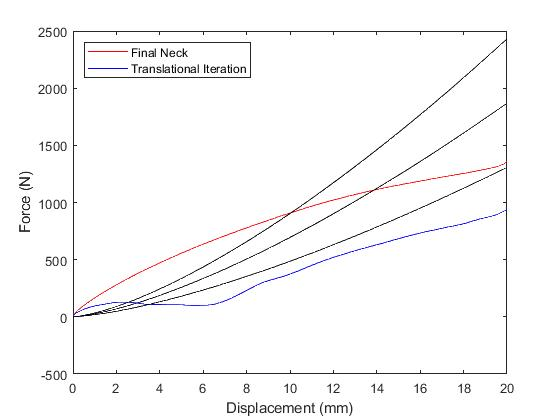 2500
2000
1500
1000
500
0
-500
Force (N)
Final Neck
Translational Iteration
0 2 4 6 8 10 12 14 16 18 20
Displacement (mm)